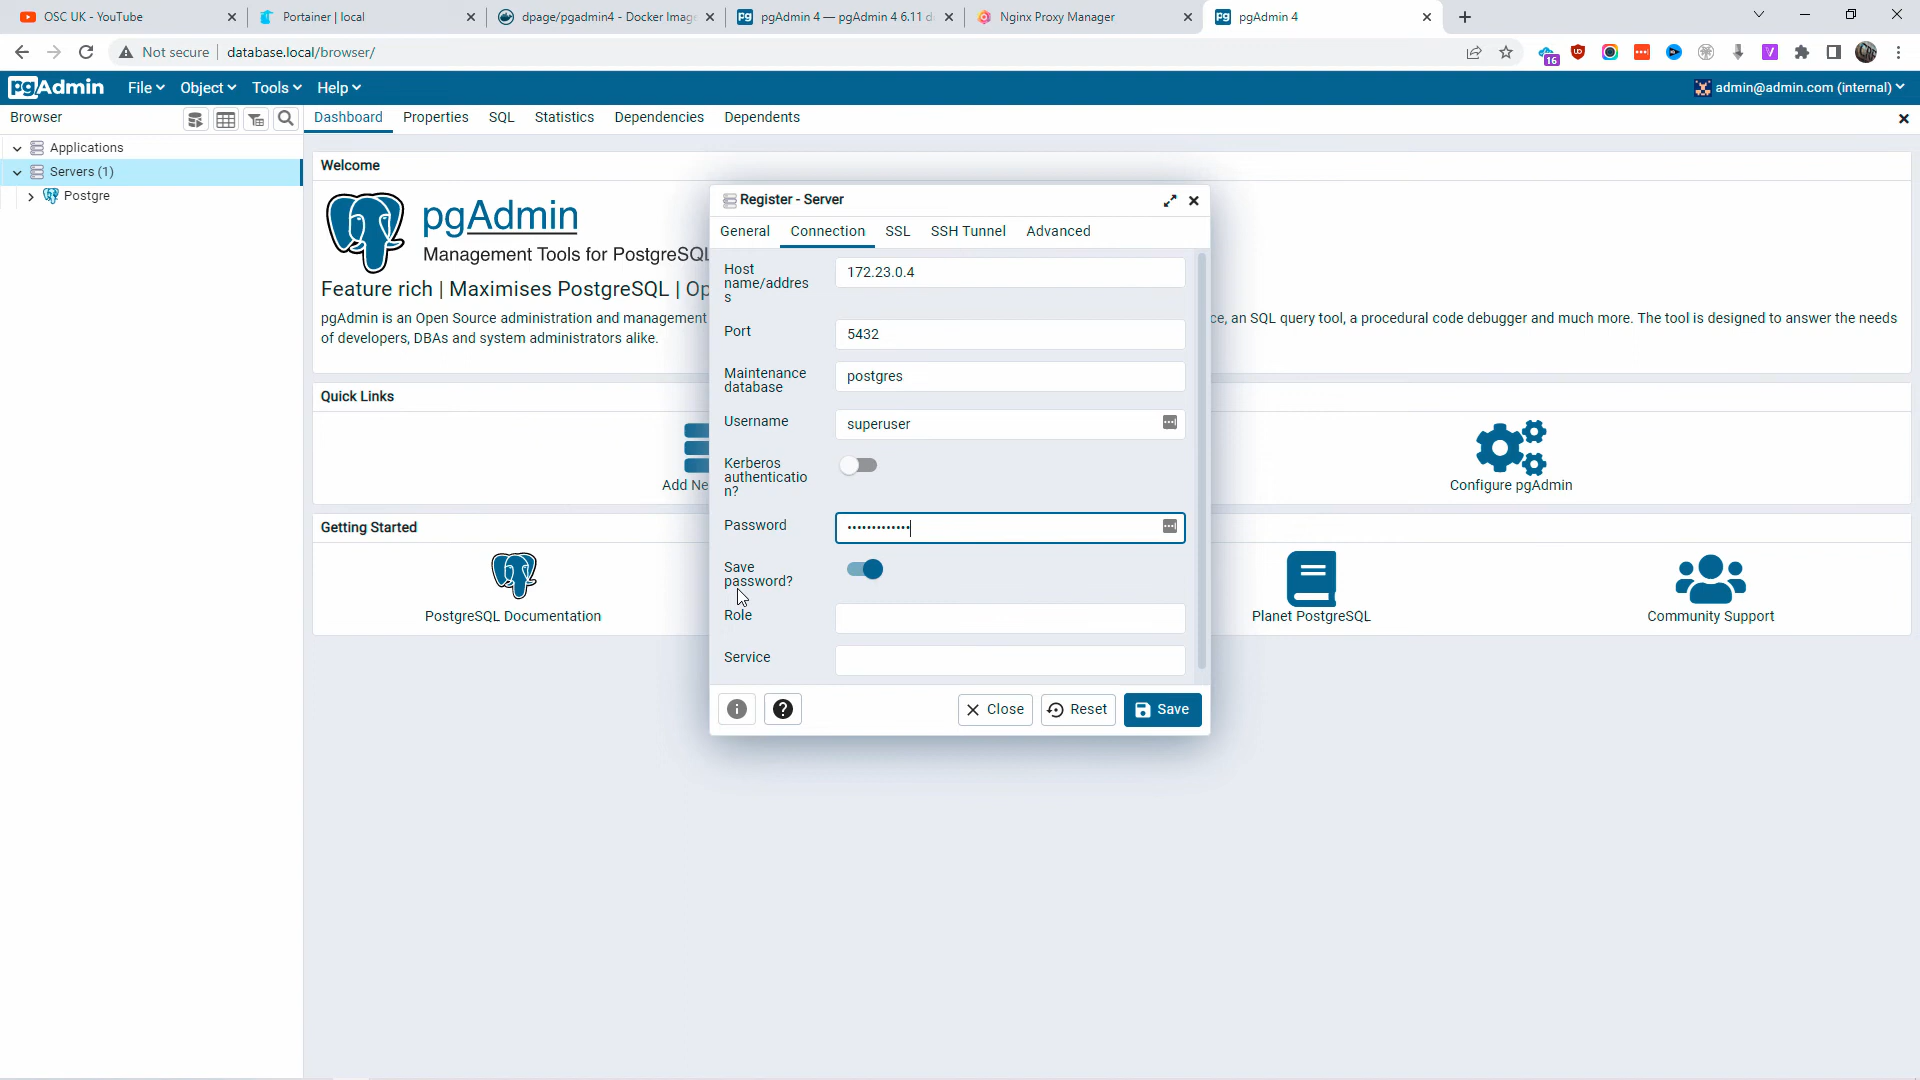 OSC UK - YouTube
Portainer | local
dpage/pgadmin4 - Docker Imag
pgAdmin 4 — pgAdmin 4 6.11 d
Nginx Proxy Manager
pgAdmin 4
Not secure
database.local/browser/
16
pgAdmin
File
Object
Tools
Help
admin@admin.com (internal)
Browser
Dashboard
Properties
SQL
Statistics
Dependencies
Dependents
Applications
Servers (1)
Postgre
Welcome
pgAdmin
Management Tools for PostgreSQL
Feature rich | Maximises PostgreSQL | Op
pgAdmin is an Open Source administration and management
ce, an SQL query tool, a procedural code debugger and much more. The tool is designed to answer the needs
of developers, DBAs and system administrators alike.
Quick Links
Add Ne
Configure pgAdmin
Getting Started
PostgreSQL Documentation
Planet PostgreSQL
Community Support
Register - Server
General
Connection
SSL
SSH Tunnel
Advanced
Host
name/addres
s
172.23.0.4
Port
5432
Maintenance
database
postgres
Username
superuser
Kerberos
authenticatio
n?
Password
•••••••••••••
Save
password?
Role
Service
Close
Reset
Save